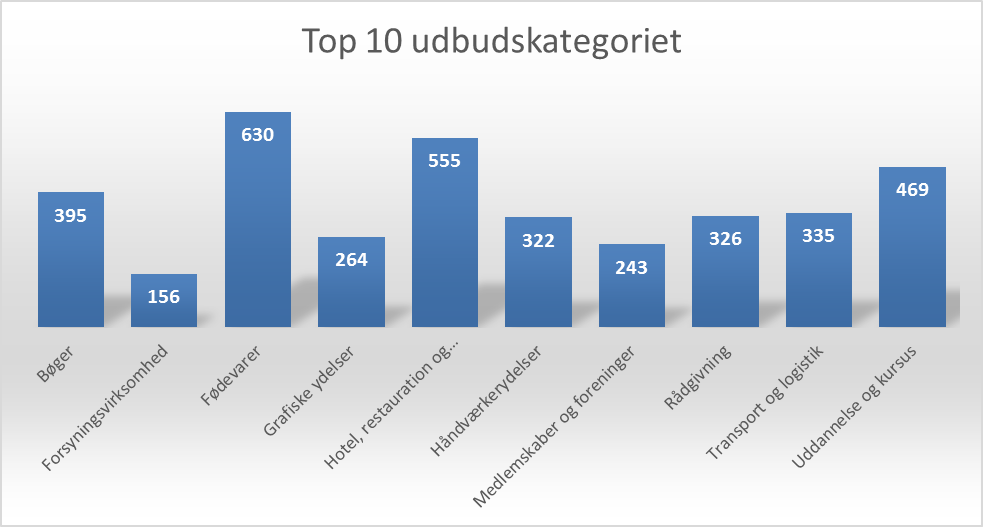 Top 10 udbudskategoriet
395
156
630
264
555
322
243
326
335
469
Bøger
Forsyningsvirksomhed
Fødevarer
Grafiske ydelser
Hotel, restauration og...
Håndværkerydelser
Medlemskaber og foreninger
Rådgivning
Transport og logistik
Uddannelse og kursus